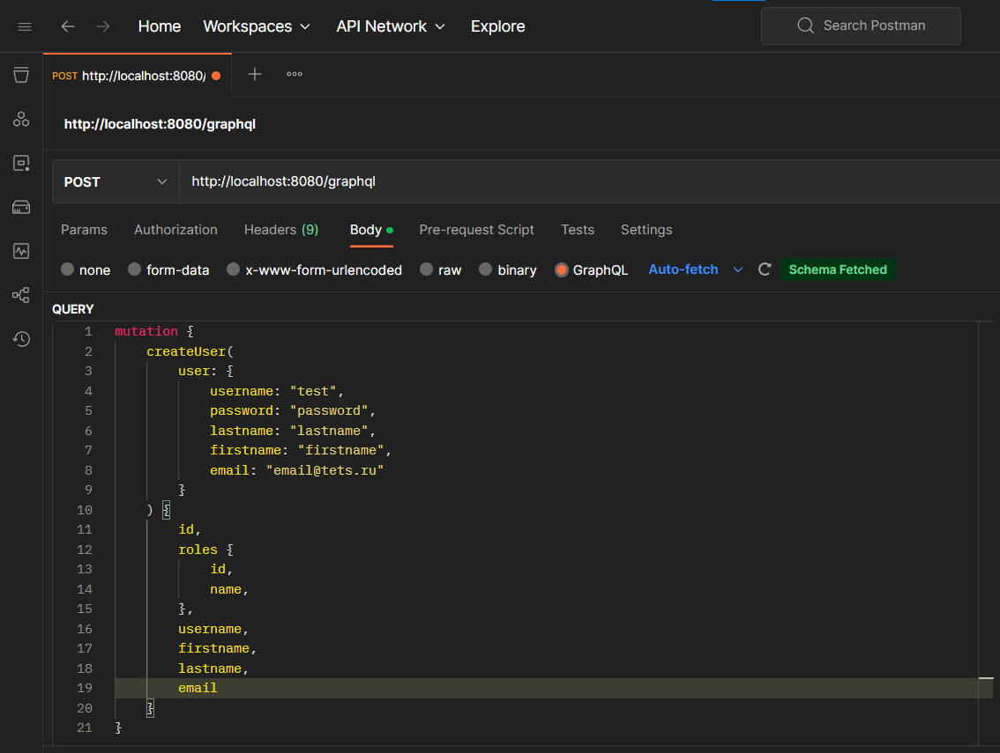 Home Workspaces API Network Explore Search Postman
POST http://localhost:8080/
http://localhost:8080/graphql
POST http://localhost:8080/graphql
Params Authorization Headers (9) Body Pre-request Script Tests Settings
none form-data x-www-form-urlencoded raw binary GraphQL Auto-fetch Schema Fetched
QUERY
1 mutation {
2 createUser(
3 user: {
4 username: "test",
5 password: "password",
6 lastname: "lastname",
7 firstname: "firstname",
8 email: "email@tets.ru"
9 }
10 ) {
11 id,
12 roles {
13 id,
14 name,
15 },
16 username,
17 firstname,
18 lastname,
19 email
20 }
21 }